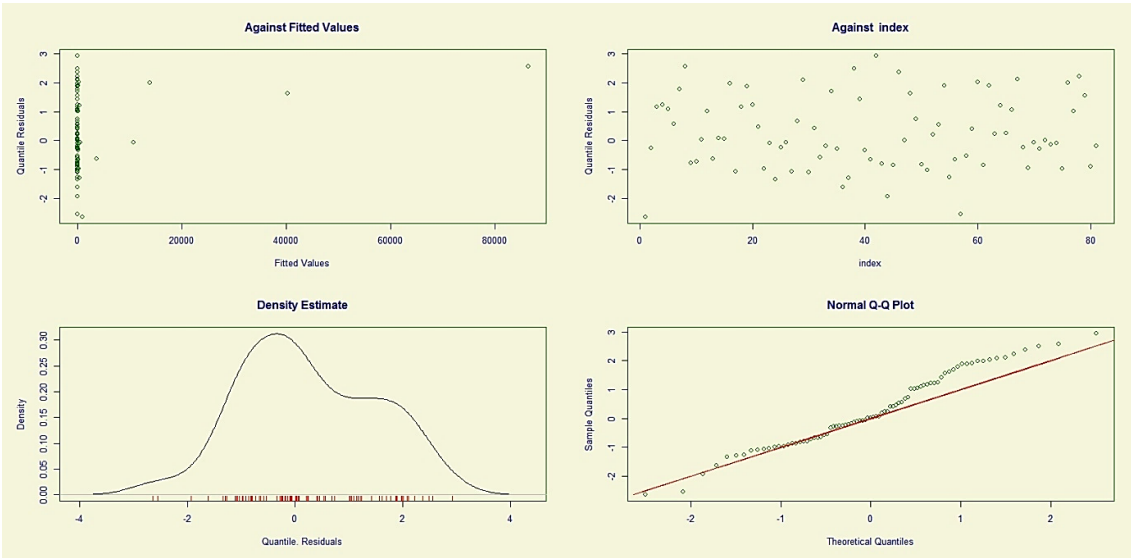 Against Fitted Values
Quantile Residuals
3
2
1
0
-1
-2
0 20000 40000 60000 80000
Fitted Values
Against index
Quantile Residuals
3
2
1
0
-1
-2
0 20 40 60 80
index
Density Estimate
Density
0.30
0.25
0.20
0.15
0.10
0.05
0.00
-4 -2 0 2 4
Quantile. Residuals
Normal Q-Q Plot
Sample Quantiles
3
2
1
0
-1
-2
-2 -1 0 1 2
Theoretical Quantiles